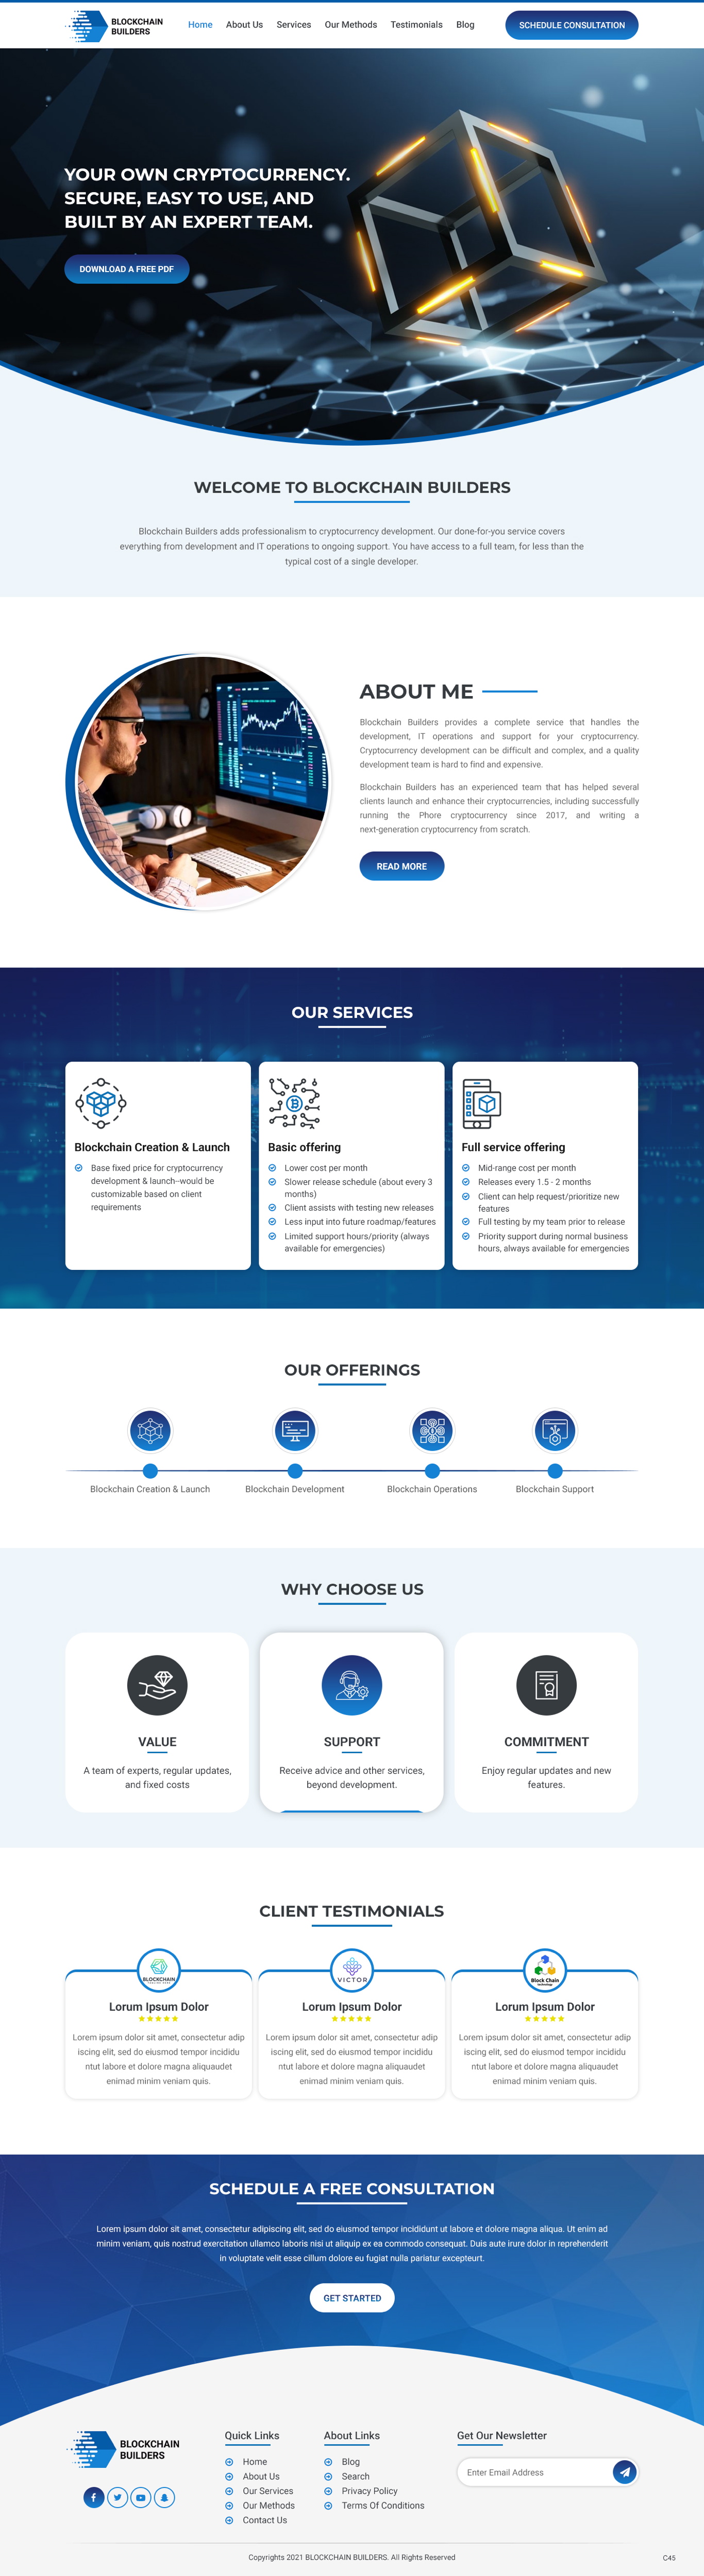 BLOCKCHAIN
BUILDERS
Home About Us Services Our Methods Testimonials Blog
SCHEDULE CONSULTATION
YOUR OWN CRYPTOCURRENCY.
SECURE, EASY TO USE, AND
BUILT BY AN EXPERT TEAM.
DOWNLOAD A FREE PDF
WELCOME TO BLOCKCHAIN BUILDERS
Blockchain Builders adds professionalism to cryptocurrency development. Our done-for-you service covers
everything from development and IT operations to ongoing support. You have access to a full team, for less than the
typical cost of a single developer.
ABOUT ME
Blockchain Builders provides a complete service that handles the
development, IT operations and support for your cryptocurrency.
Cryptocurrency development can be difficult and complex, and a quality
development team is hard to find and expensive.
Blockchain Builders has an experienced team that has helped several
clients launch and enhance their cryptocurrencies, including successfully
running the Phore cryptocurrency since 2017, and writing a
next-generation cryptocurrency from scratch.
READ MORE
OUR SERVICES
Blockchain Creation & Launch
Base fixed price for cryptocurrency
development & launch--would be
customizable based on client
requirements
Basic offering
Lower cost per month
Slower release schedule (about every 3
months)
Client assists with testing new releases
Less input into future roadmap/features
Limited support hours/priority (always
available for emergencies)
Full service offering
Mid-range cost per month
Releases every 1.5 - 2 months
Client can help request/prioritize new
features
Full testing by my team prior to release
Priority support during normal business
hours, always available for emergencies
OUR OFFERINGS
Blockchain Creation & Launch
Blockchain Development
Blockchain Operations
Blockchain Support
WHY CHOOSE US
VALUE
A team of experts, regular updates,
and fixed costs
SUPPORT
Receive advice and other services,
beyond development.
COMMITMENT
Enjoy regular updates and new
features.
CLIENT TESTIMONIALS
BLOCKCHAIN
Lorum Ipsum Dolor
Lorem ipsum dolor sit amet, consectetur adip
iscing elit, sed do eiusmod tempor incididu
ntut labore et dolore magna aliquaudet
enimad minim veniam quis.
VICTOR
Lorum Ipsum Dolor
Lorem ipsum dolor sit amet, consectetur adip
iscing elit, sed do eiusmod tempor incididu
ntut labore et dolore magna aliquaudet
enimad minim veniam quis.
Block Chain
technology
Lorum Ipsum Dolor
Lorem ipsum dolor sit amet, consectetur adip
iscing elit, sed do eiusmod tempor incididu
ntut labore et dolore magna aliquaudet
enimad minim veniam quis.
SCHEDULE A FREE CONSULTATION
Lorem ipsum dolor sit amet, consectetur adipiscing elit, sed do eiusmod tempor incididunt ut labore et dolore magna aliqua. Ut enim ad
minim veniam, quis nostrud exercitation ullamco laboris nisi ut aliquip ex ea commodo consequat. Duis aute irure dolor in reprehenderit
in voluptate velit esse cillum dolore eu fugiat nulla pariatur excepteurt.
GET STARTED
BLOCKCHAIN
BUILDERS
Quick Links
Home
About Us
Our Services
Our Methods
Contact Us
About Links
Blog
Search
Privacy Policy
Terms Of Conditions
Get Our Newsletter
Enter Email Address
Copyrights 2021 BLOCKCHAIN BUILDERS. All Rights Reserved
C45